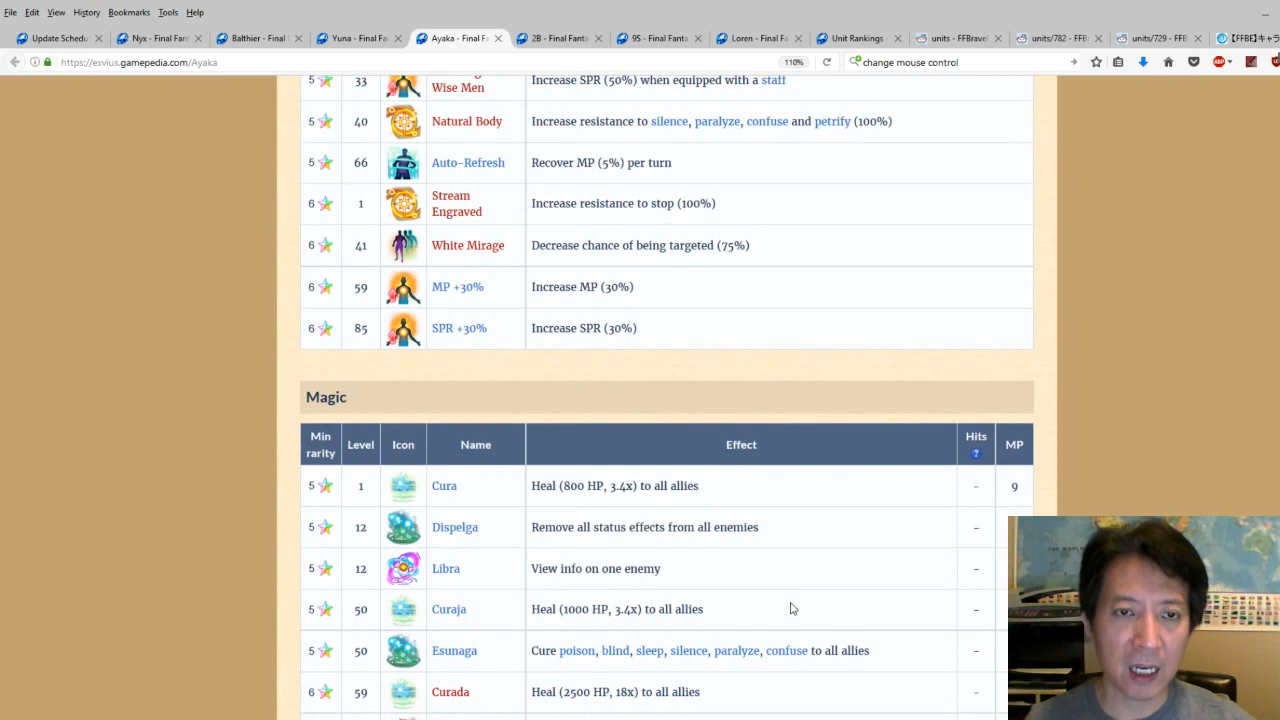 File Edit View History Bookmarks Tools Help
Update Schedu Nyx - Final Fan Balthier - Final Yuna - Final Fa Ayaka - Final F 2B - Final Fanta 9S - Final Fanta Loren - Final Fa Unit Rankings units - FFBravel units/782 - FFB units/729 - FFB 【FFBE】キャラ
https://exvius.gamepedia.com/Ayaka 110% change mouse control ABP
5 33 Wise Men Increase SPR (50%) when equipped with a staff
5 40 Natural Body Increase resistance to silence, paralyze, confuse and petrify (100%)
5 66 Auto-Refresh Recover MP (5%) per turn
6 1 Stream Engraved Increase resistance to stop (100%)
6 41 White Mirage Decrease chance of being targeted (75%)
6 59 MP +30% Increase MP (30%)
6 85 SPR +30% Increase SPR (30%)
Magic
Min rarity Level Icon Name Effect Hits ? MP
5 1 Cura Heal (800 HP, 3.4x) to all allies - 9
5 12 Dispelga Remove all status effects from all enemies -
5 12 Libra View info on one enemy -
5 50 Curaja Heal (1000 HP, 3.4x) to all allies -
5 50 Esunaga Cure poison, blind, sleep, silence, paralyze, confuse to all allies -
6 59 Curada Heal (2500 HP, 18x) to all allies -